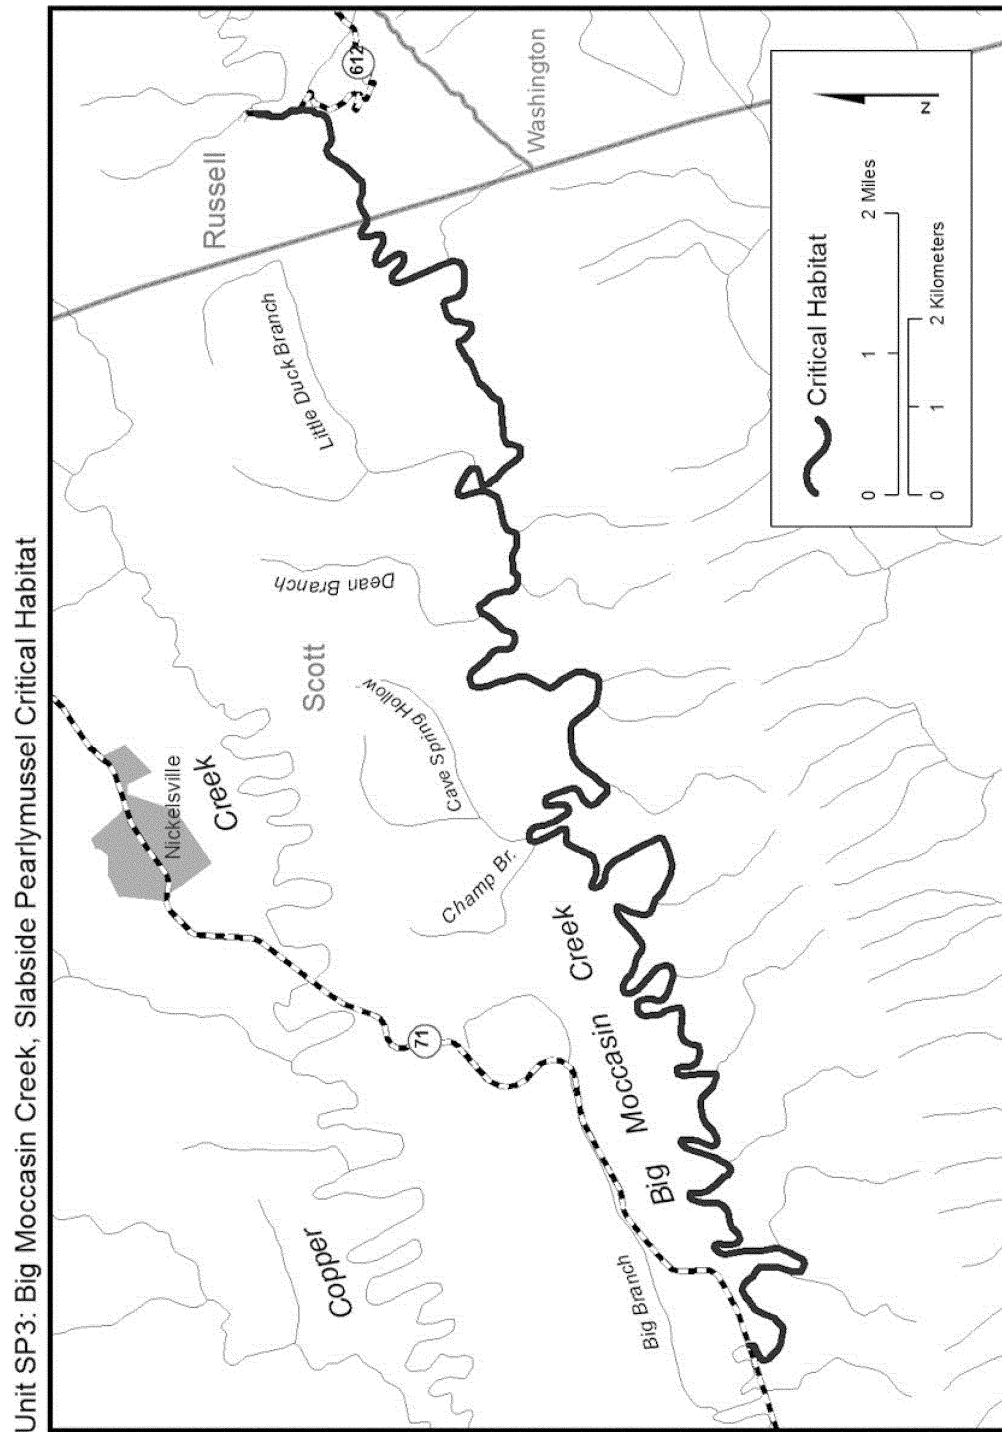 Unit SP3: Big Moccasin Creek, Slabside Pearlymussel Critical Habitat
Nickelsville
Copper Creek
71
Scott
Russell
612
Washington
Little Duck Branch
Dean Branch
Cave Spring Hollow
Champ Br.
Big Moccasin Creek
Big Branch
Critical Habitat
0 1 2 Miles
0 1 2 Kilometers
N